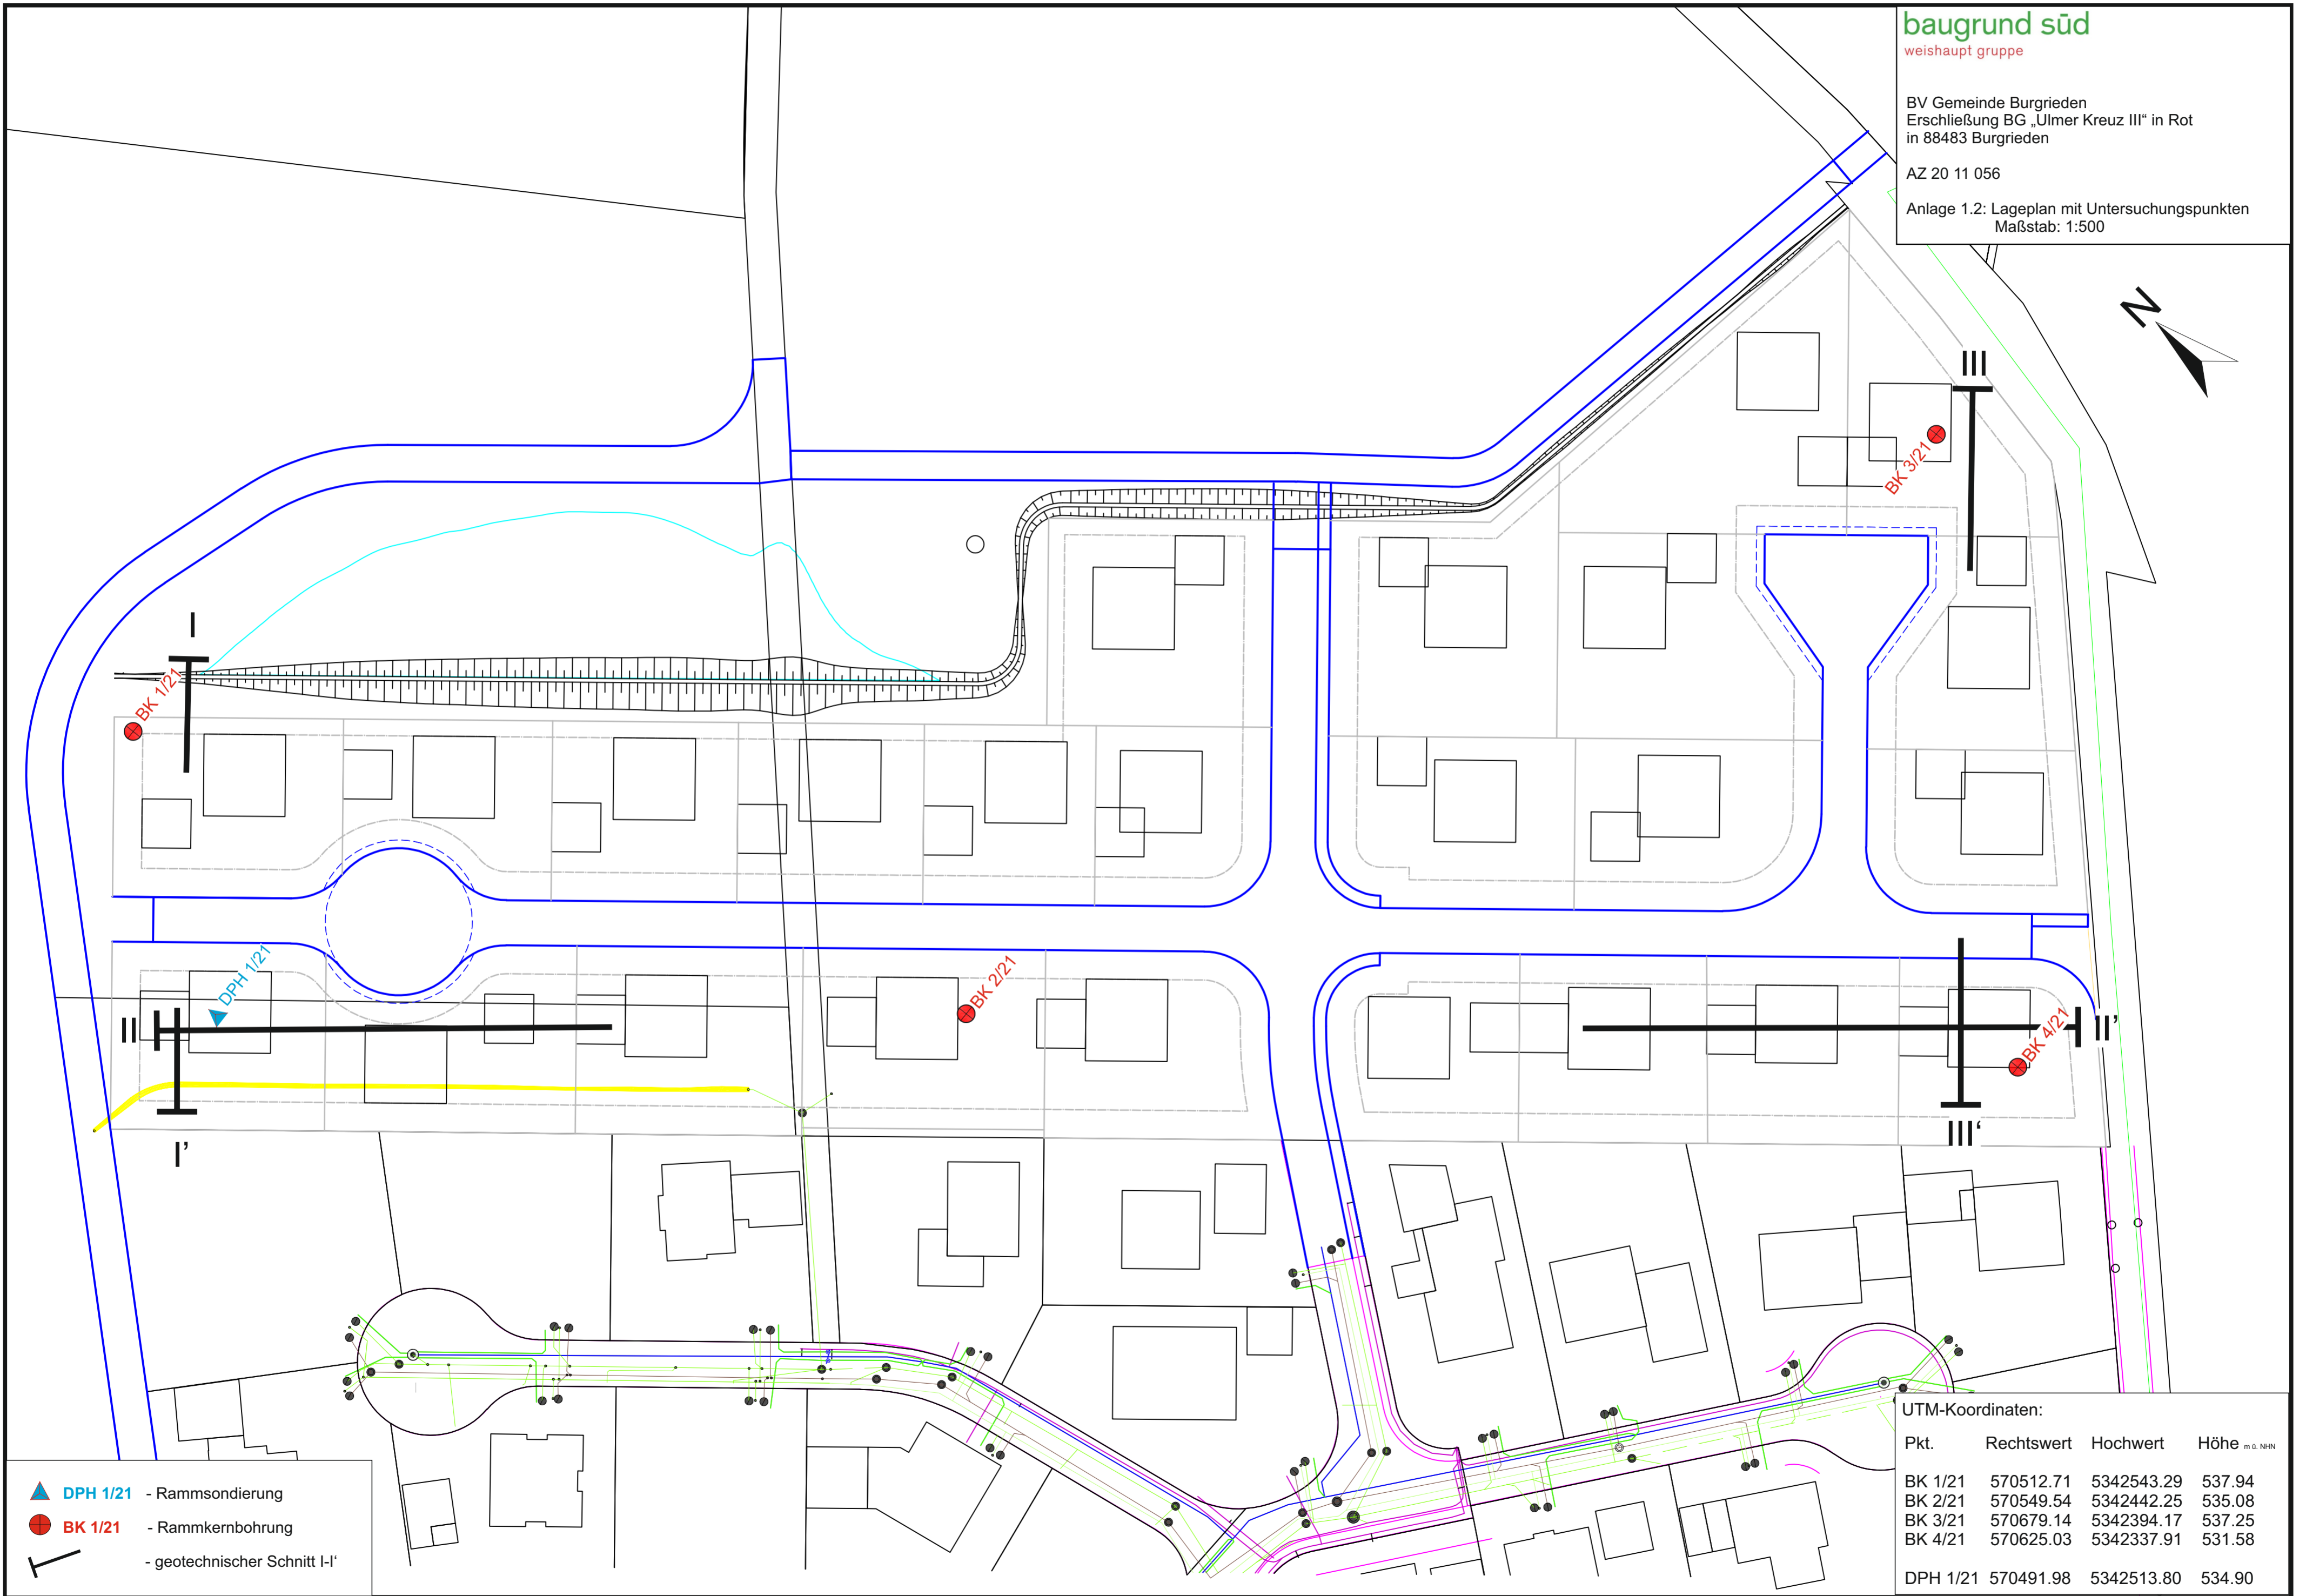 baugrund süd
weishaupt gruppe
BV Gemeinde Burgrieden
Erschließung BG „Ulmer Kreuz III“ in Rot
in 88483 Burgrieden
AZ 20 11 056
Anlage 1.2: Lageplan mit Untersuchungspunkten
Maßstab: 1:500
N
III
BK 3/21
I
BK 1/21
DPH 1/21
BK 2/21
II
BK 4/21
II’
I’
III‘
DPH 1/21 - Rammsondierung
BK 1/21 - Rammkernbohrung
- geotechnischer Schnitt I-I‘
UTM-Koordinaten:
Pkt. Rechtswert Hochwert Höhe m ü. NHN
BK 1/21 570512.71 5342543.29 537.94
BK 2/21 570549.54 5342442.25 535.08
BK 3/21 570679.14 5342394.17 537.25
BK 4/21 570625.03 5342337.91 531.58
DPH 1/21 570491.98 5342513.80 534.90